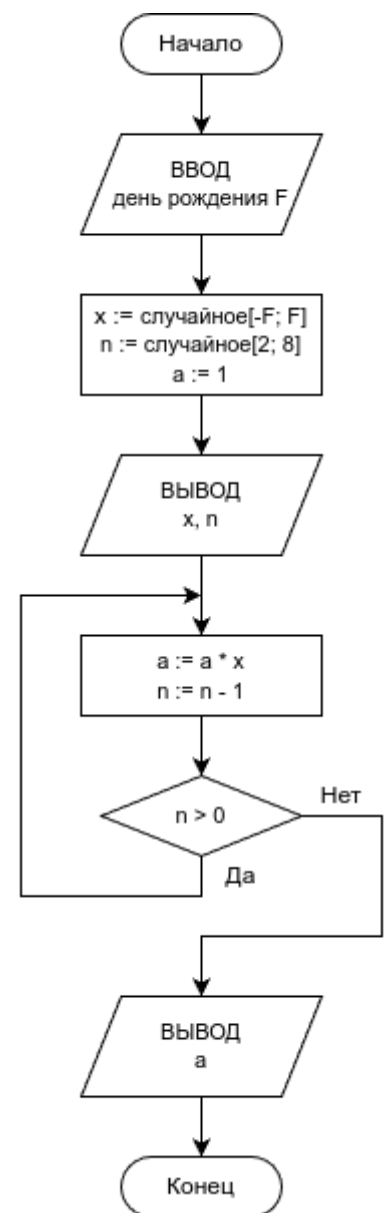 Начало
ВВОД
день рождения F
x := случайное[-F; F]
n := случайное[2; 8]
a := 1
ВЫВОД
x, n
a := a * x
n := n - 1
n > 0
Нет
Да
ВЫВОД
a
Конец